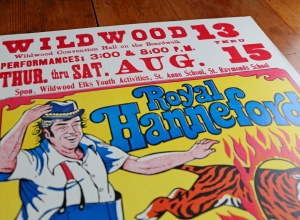 WILDWOOD 13
Wildwood Convention Hall on the Boardwalk THRU
PERFORMANCES: 3:00 & 8:00 P.M.
THUR. thru SAT. AUG. 15
Spon. Wildwood Elks Youth Activities, St. Anne School, St. Raymonds School
Royal
Hanneford